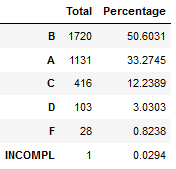 Total Percentage
B 1720 50.6031
A 1131 33.2745
C 416 12.2389
D 103 3.0303
F 28 0.8238
INCOMPL 1 0.0294